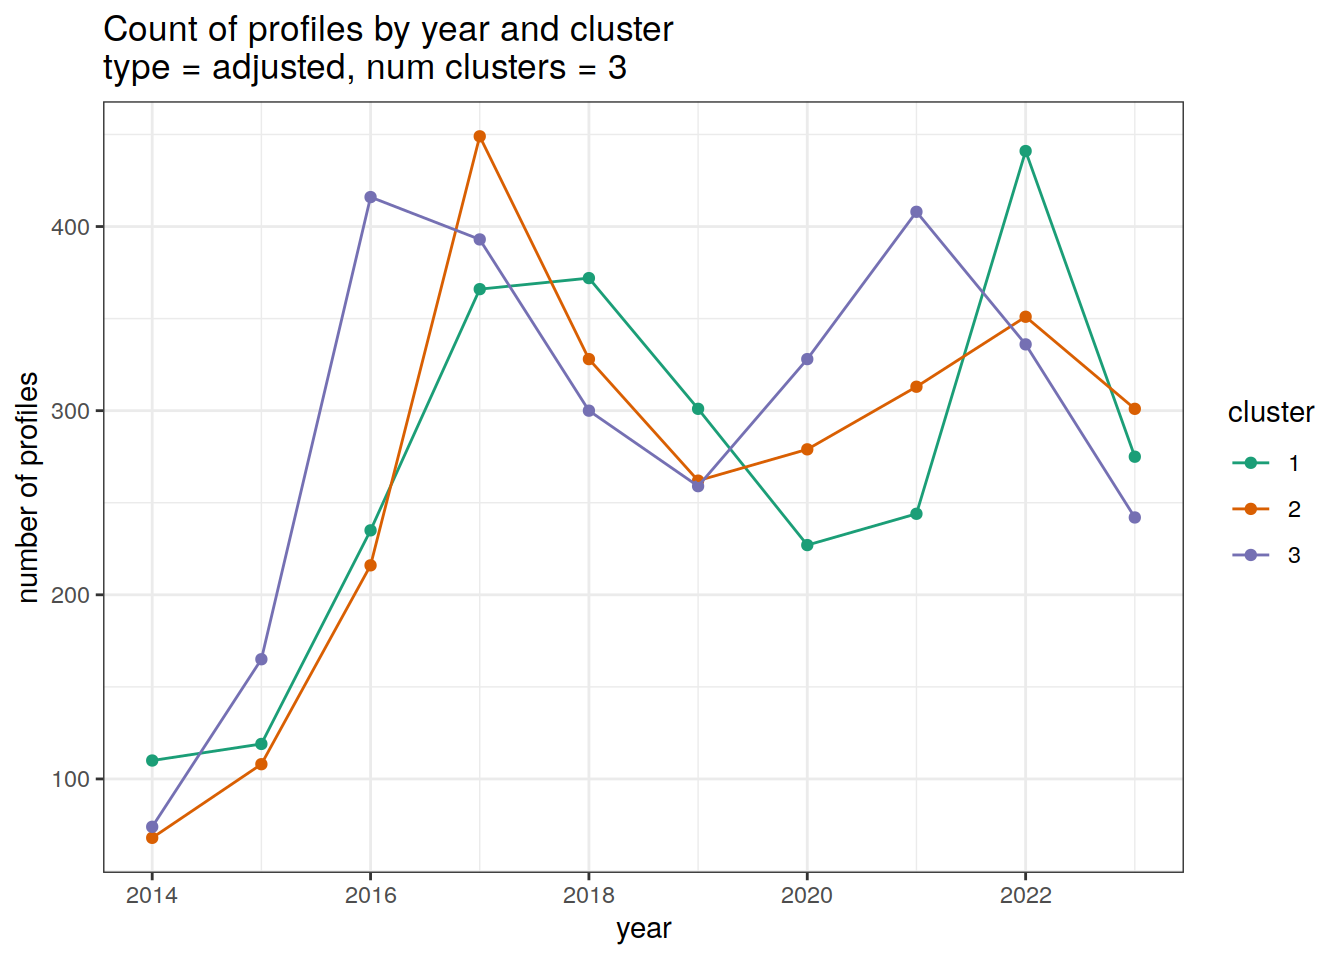 Count of profiles by year and cluster
type = adjusted, num clusters = 3
400
300
200
100
number of profiles
2014 2016 2018 2020 2022
year
cluster
1
2
3